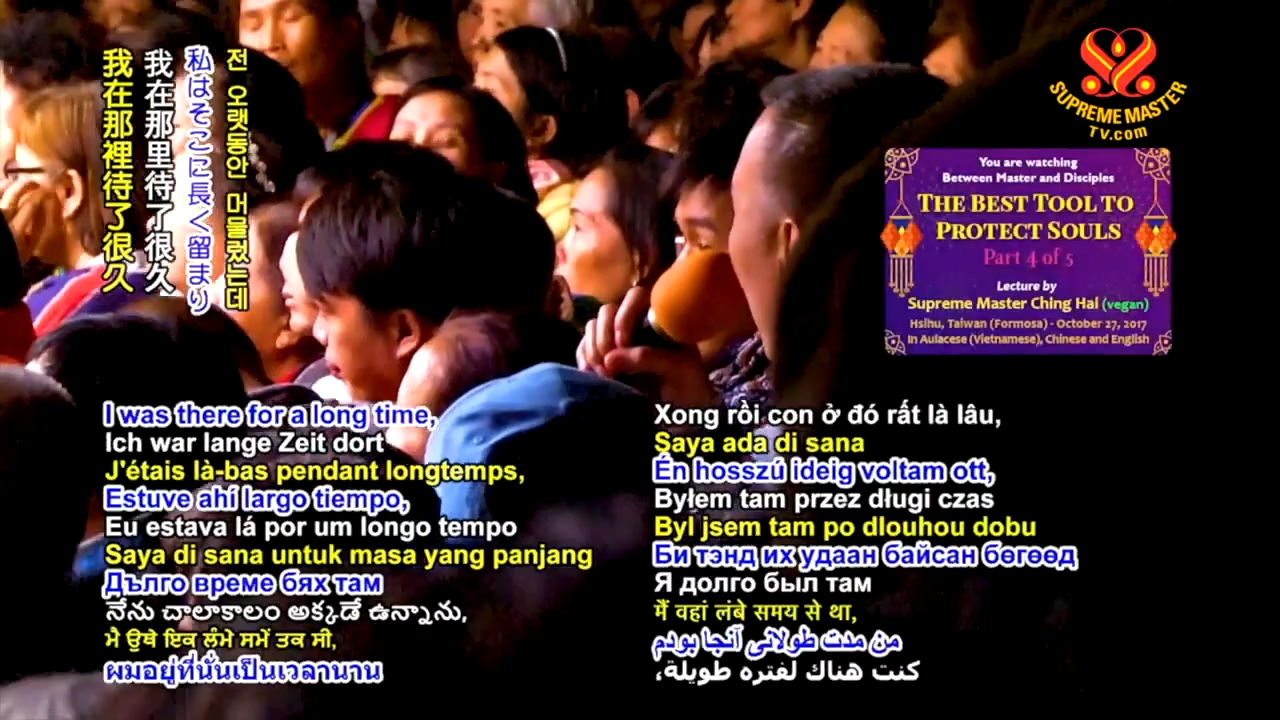 전 오랫동안 머물렀는데
私はそこに長く留まり
我在那里待了很久
我在那裡待了很久
SUPREME MASTER
TV.com
You are watching
Between Master and Disciples
THE BEST TOOL TO
PROTECT SOULS
Part 4 of 5
Lecture by
Supreme Master Ching Hai (vegan)
Hsihu, Taiwan (Formosa) - October 27, 2017
In Aulacese (Vietnamese), Chinese and English
I was there for a long time,
Ich war lange Zeit dort
J'étais là-bas pendant longtemps,
Estuve ahí largo tiempo,
Eu estava lá por um longo tempo
Saya di sana untuk masa yang panjang
Дълго време бях там
నేను చాలాకాలం అక్కడే ఉన్నాను,
ਮੈ ਉਥੇ ਇਕ ਲੰਮੇ ਸਮੇਂ ਤਕ ਸੀ,
ผมอยู่ที่นั่นเป็นเวลานาน
Xong rồi con ở đó rất là lâu,
Saya ada di sana
Én hosszú ideig voltam ott,
Byłem tam przez długi czas
Byl jsem tam po dlouhou dobu
Би тэнд их удаан байсан бөгөөд
Я долго был там
मैं वहां लंबे समय से था,
من مدت طولانی آنجا بودم
كنت هناك لفتره طويلة،